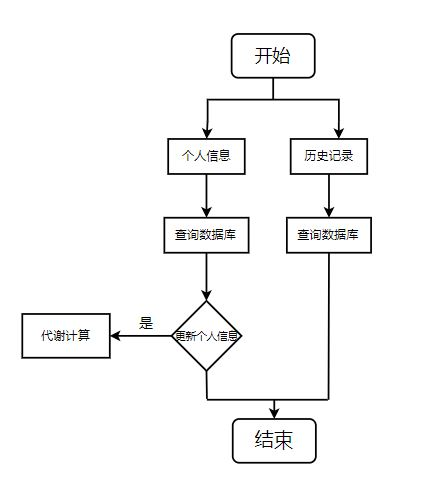 开始
个人信息
历史记录
查询数据库
查询数据库
是
代谢计算
更新个人信息
结束